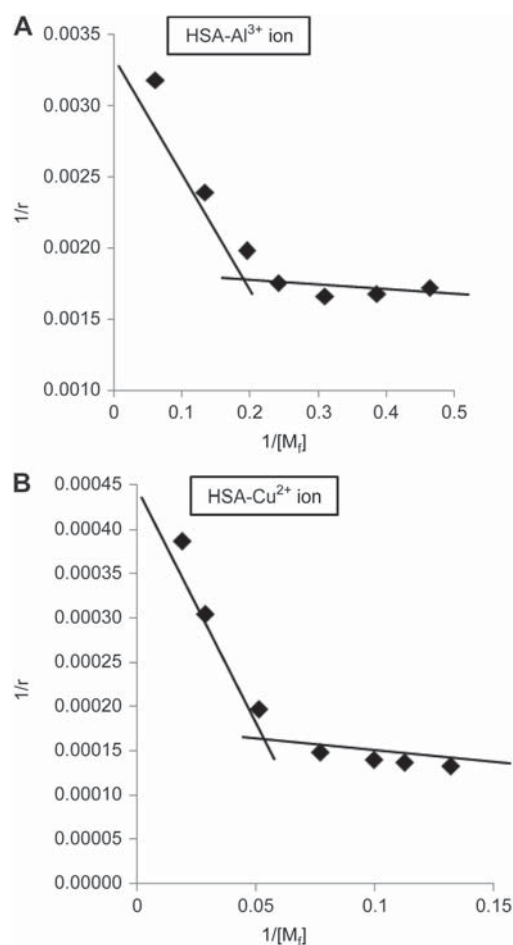 A
HSA-Al³⁺ ion
0.0035
0.0030
0.0025
0.0020
0.0015
0.0010
1/r
0 0.1 0.2 0.3 0.4 0.5
1/[Mf]
B
HSA-Cu²⁺ ion
0.00045
0.00040
0.00035
0.00030
0.00025
0.00020
0.00015
0.00010
0.00005
0.00000
1/r
0 0.05 0.1 0.15
1/[Mf]